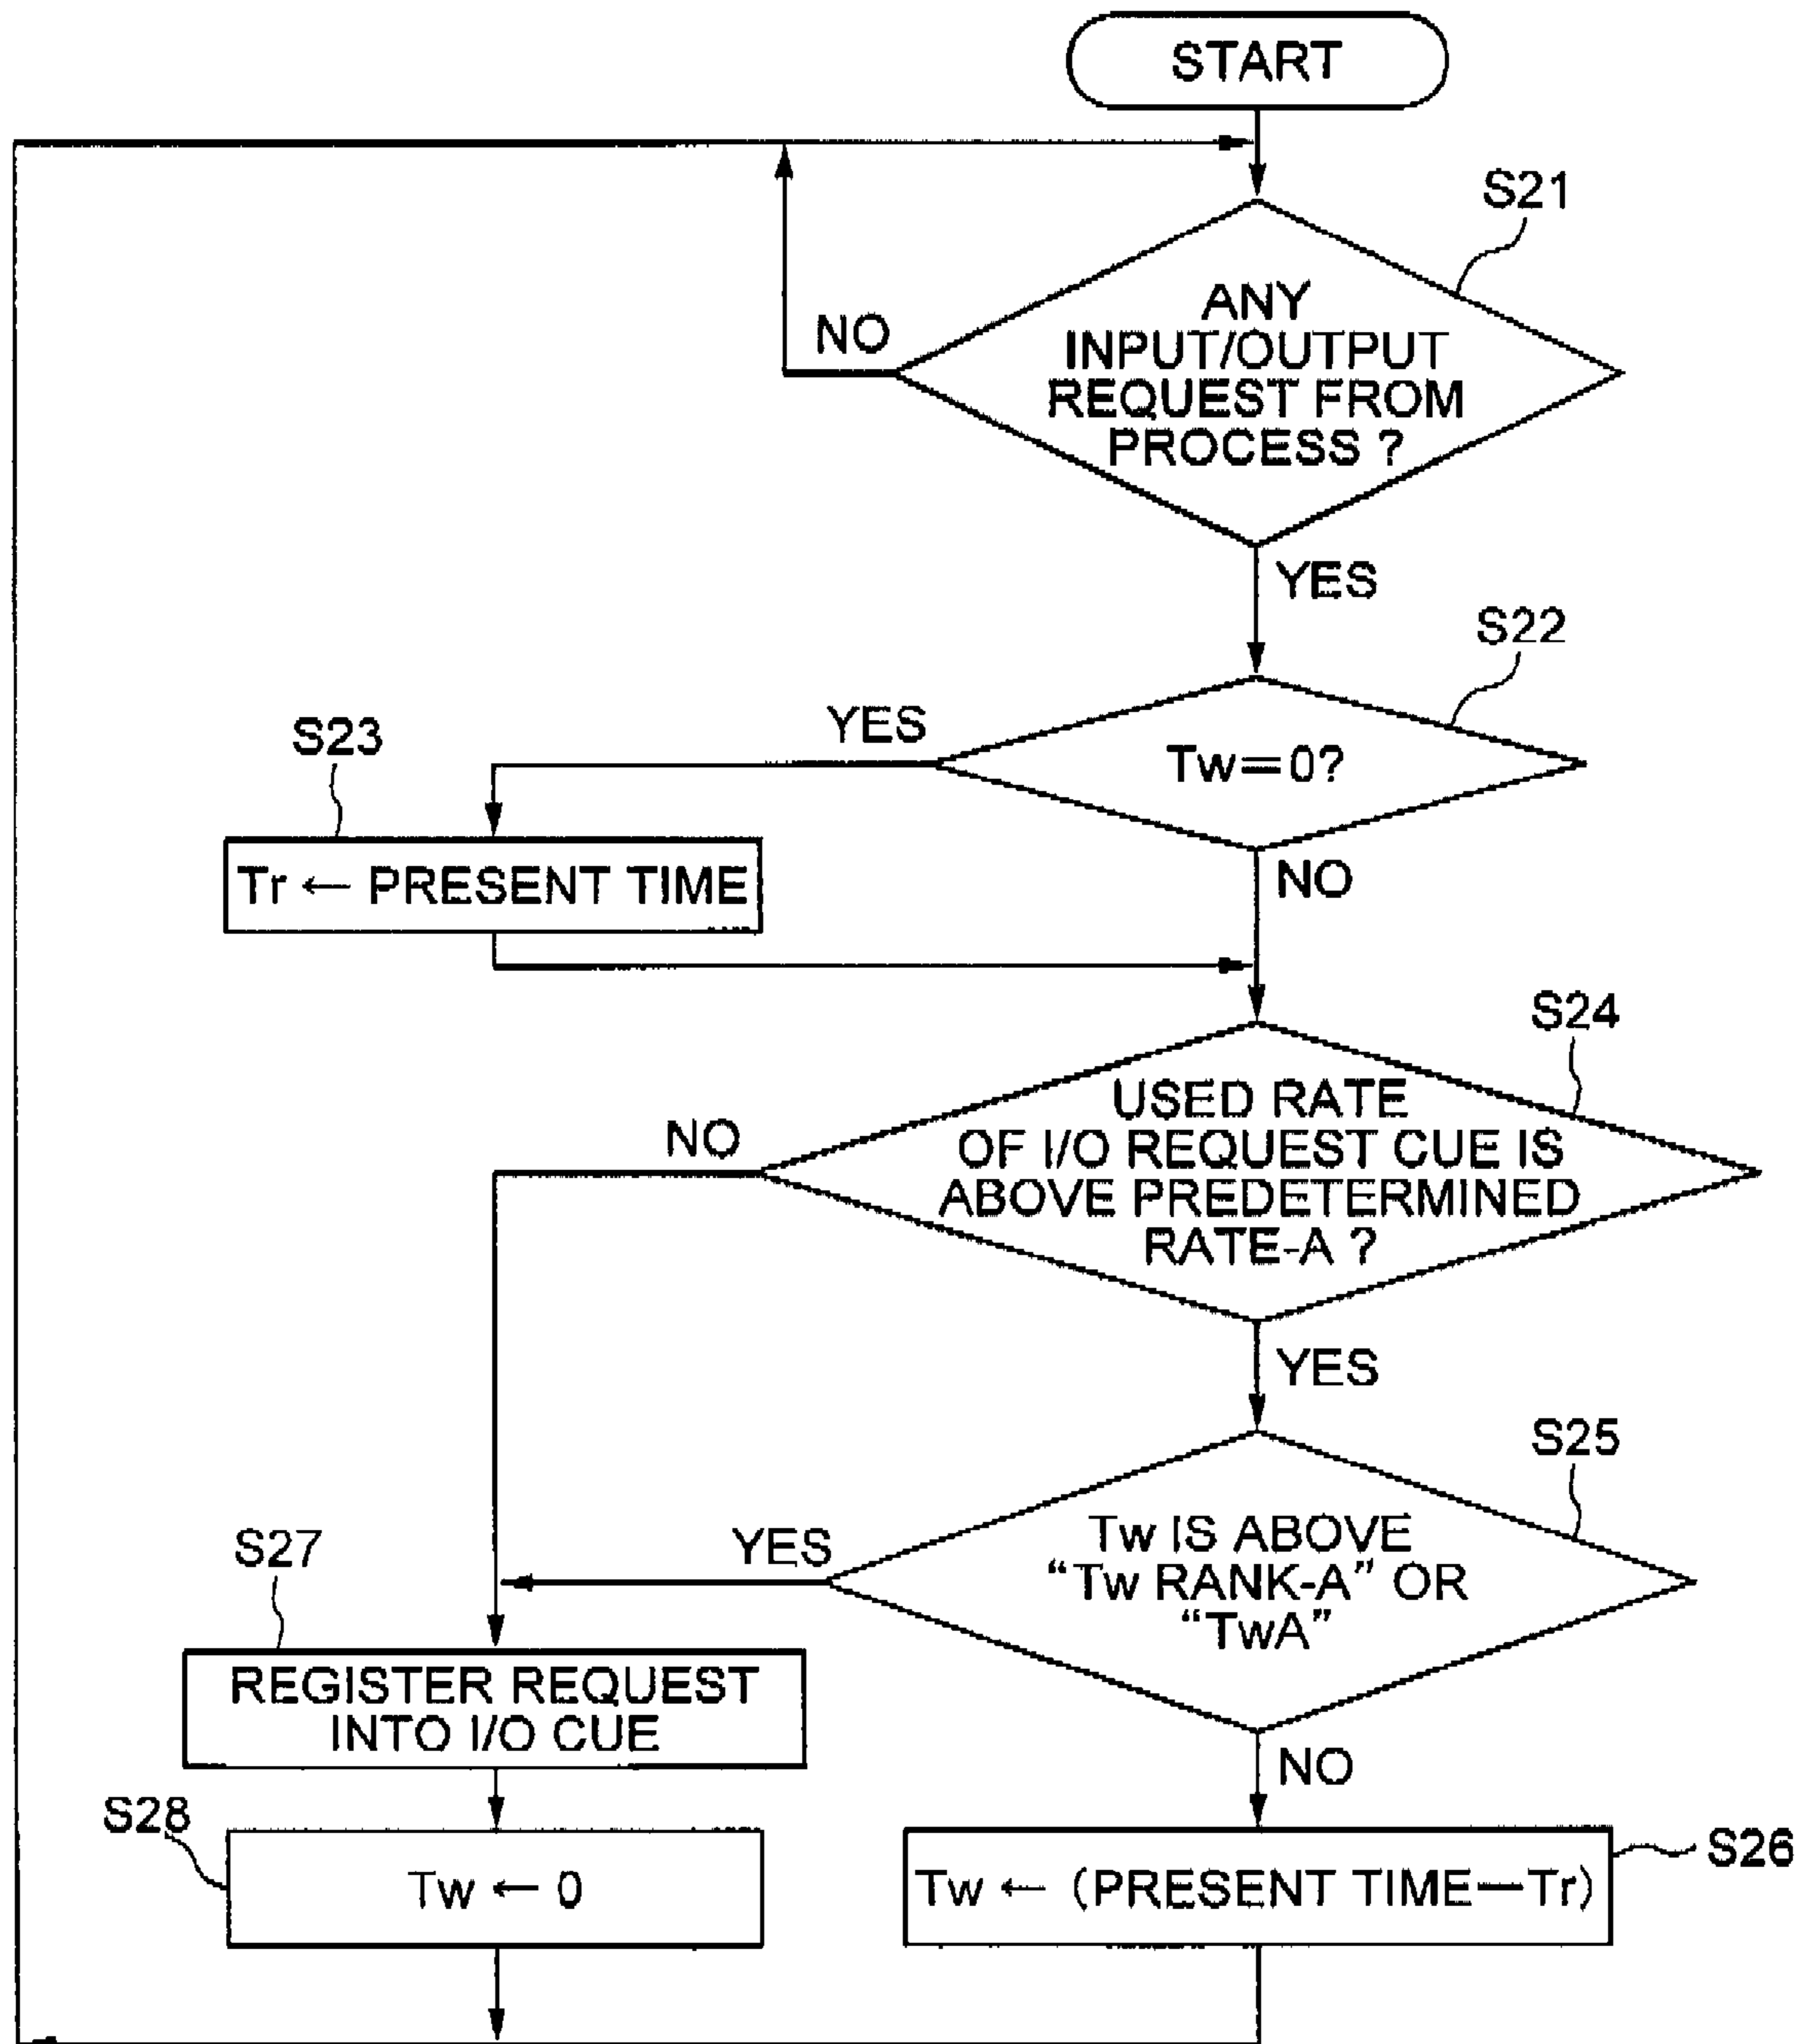 START
S21
ANY
INPUT/OUTPUT
REQUEST FROM
PROCESS ?
NO
YES
S22
Tw=0?
YES
NO
S23
Tr ← PRESENT TIME
S24
USED RATE
OF I/O REQUEST CUE IS
ABOVE PREDETERMINED
RATE-A ?
NO
YES
S25
Tw IS ABOVE
“Tw RANK-A” OR
“TwA”
YES
NO
S27
REGISTER REQUEST
INTO I/O CUE
S28
Tw ← 0
S26
Tw ← (PRESENT TIME—Tr)